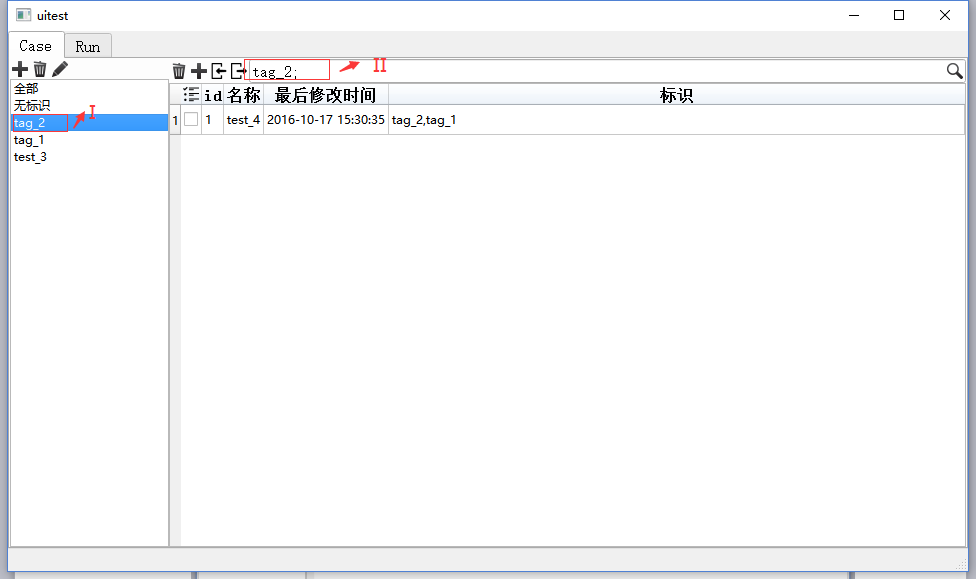 uitest
Case Run
tag_2;
II
全部
无标识
tag_2
I
tag_1
test_3
id 名称 最后修改时间 标识
1 1 test_4 2016-10-17 15:30:35 tag_2,tag_1